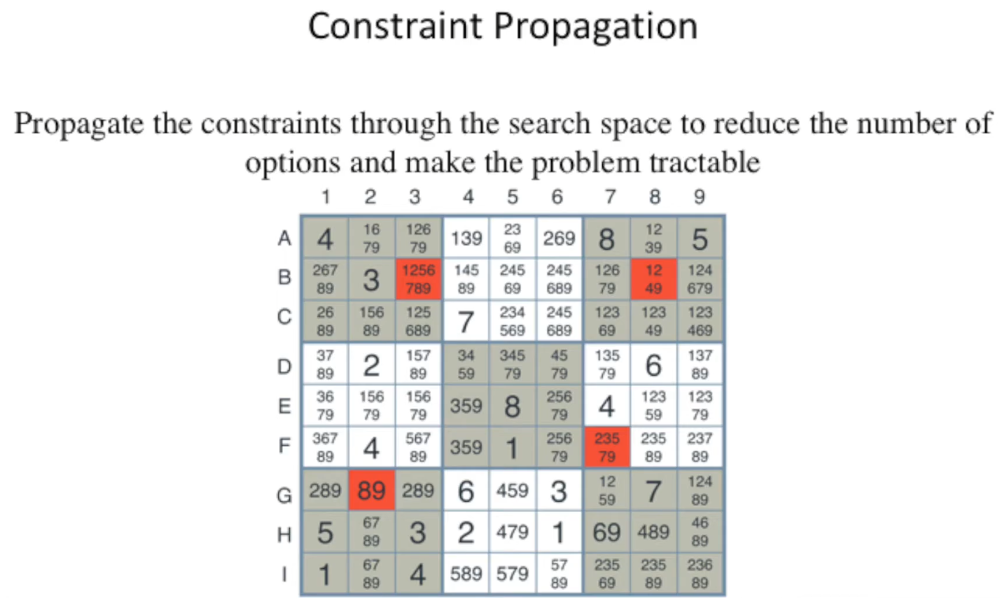 Constraint Propagation
Propagate the constraints through the search space to reduce the number of
options and make the problem tractable
1 2 3 4 5 6 7 8 9
A 4 16 79 126 79 139 23 69 269 8 12 39 5
B 267 89 3 1256 789 145 89 245 69 245 689 126 79 12 49 124 679
C 26 89 156 89 125 689 7 234 569 245 689 123 69 123 49 123 469
D 37 89 2 157 89 34 59 345 79 45 79 135 79 6 137 89
E 36 79 156 79 156 79 359 8 256 79 4 123 59 123 79
F 367 89 4 567 89 359 1 256 79 235 79 235 89 237 89
G 289 89 289 6 459 3 12 59 7 124 89
H 5 67 89 3 2 479 1 69 489 46 89
I 1 67 89 4 589 579 57 89 235 69 235 89 236 89